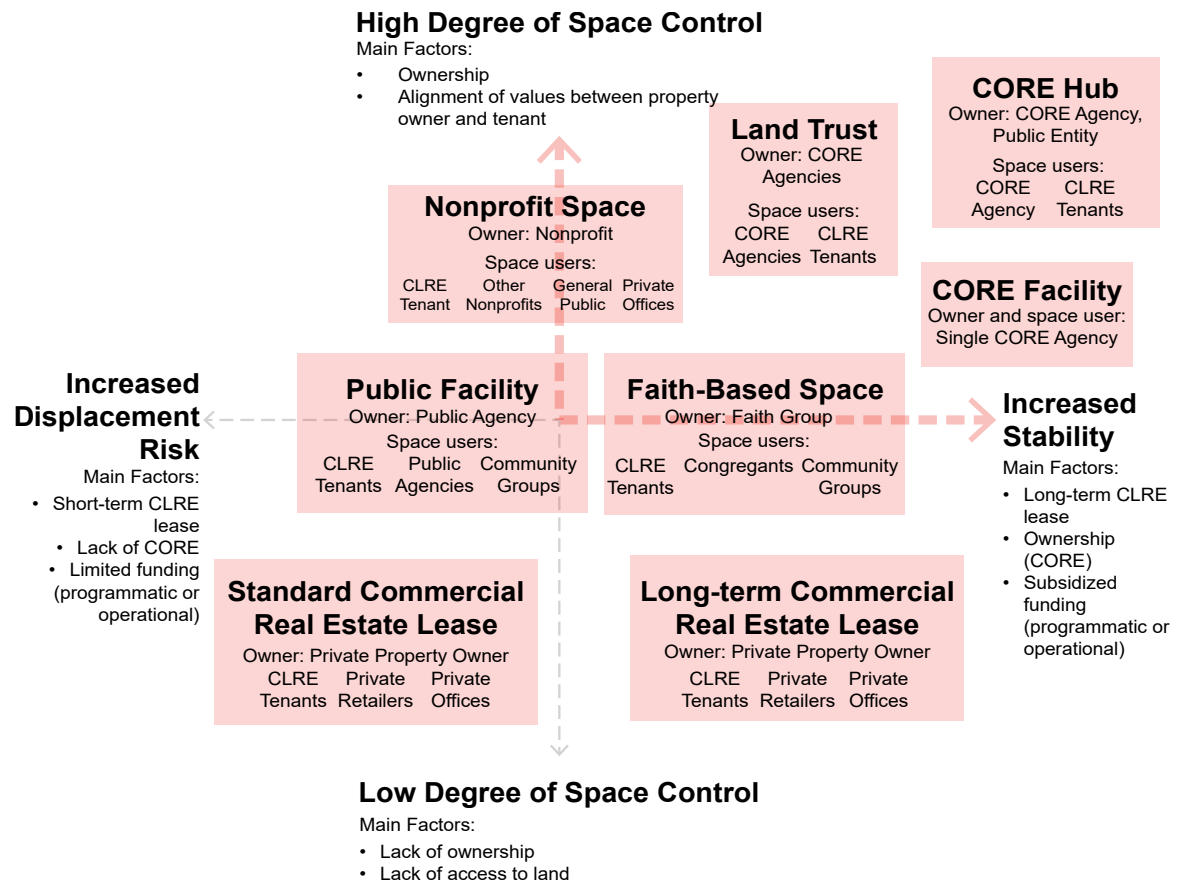 High Degree of Space Control
Main Factors:
• Ownership
• Alignment of values between property
owner and tenant
CORE Hub
Owner: CORE Agency,
Public Entity
Space users:
CORE CLRE
Agency Tenants
Land Trust
Owner: CORE
Agencies
Space users:
CORE CLRE
Agencies Tenants
Nonprofit Space
Owner: Nonprofit
Space users:
CLRE Other General Private
Tenant Nonprofits Public Offices
CORE Facility
Owner and space user:
Single CORE Agency
Increased
Displacement
Risk
Main Factors:
• Short-term CLRE
lease
• Lack of CORE
• Limited funding
(programmatic or
operational)
Public Facility
Owner: Public Agency
Space users:
CLRE Public Community
Tenants Agencies Groups
Faith-Based Space
Owner: Faith Group
Space users:
CLRE Congregants Community
Tenants Groups
Increased
Stability
Main Factors:
• Long-term CLRE
lease
• Ownership
(CORE)
• Subsidized
funding
(programmatic or
operational)
Standard Commercial
Real Estate Lease
Owner: Private Property Owner
CLRE Private Private
Tenants Retailers Offices
Long-term Commercial
Real Estate Lease
Owner: Private Property Owner
CLRE Private Private
Tenants Retailers Offices
Low Degree of Space Control
Main Factors:
• Lack of ownership
• Lack of access to land